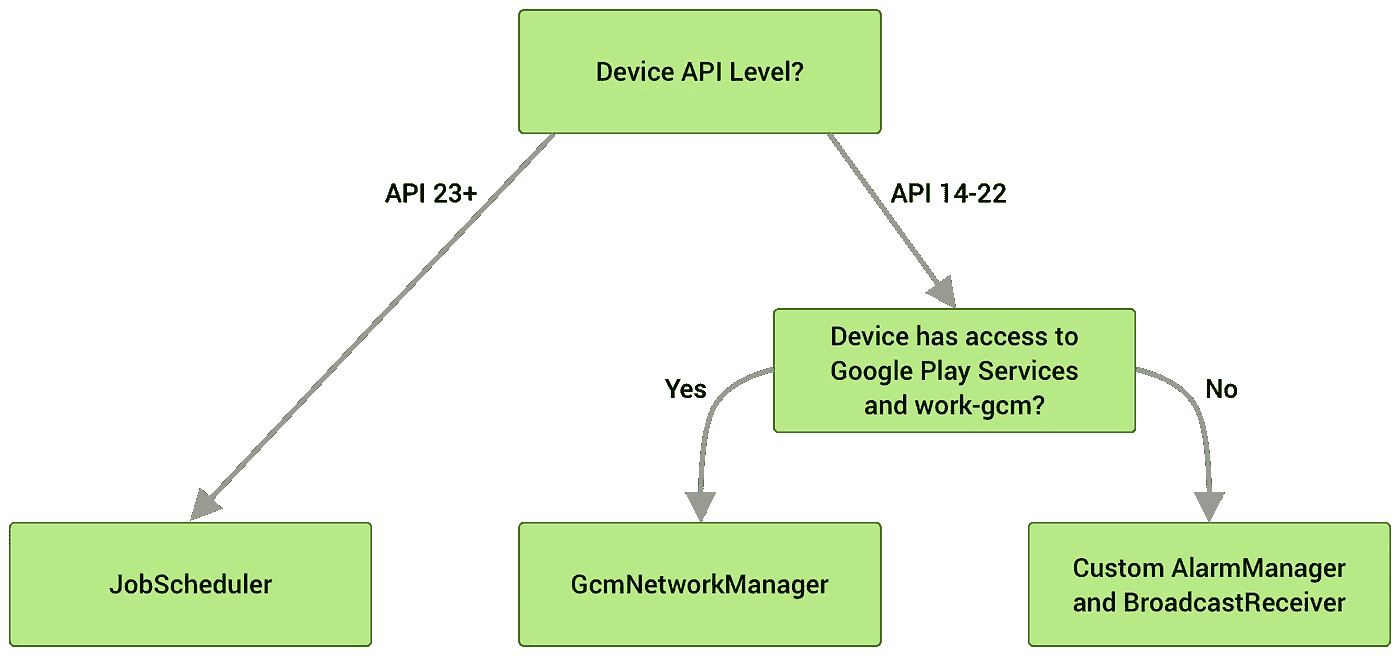 Device API Level?
API 23+
API 14-22
Device has access to
Google Play Services
and work-gcm?
Yes
No
JobScheduler
GcmNetworkManager
Custom AlarmManager
and BroadcastReceiver